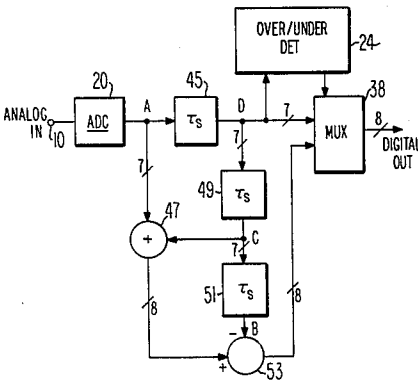 OVER/UNDER
DET
24
20
45
38
ANALOG
IN
10
ADC
A
τS
D
7
MUX
8
DIGITAL
OUT
7
7
49
τS
47
+
7
C
51
τS
8
8
−
B
+
53